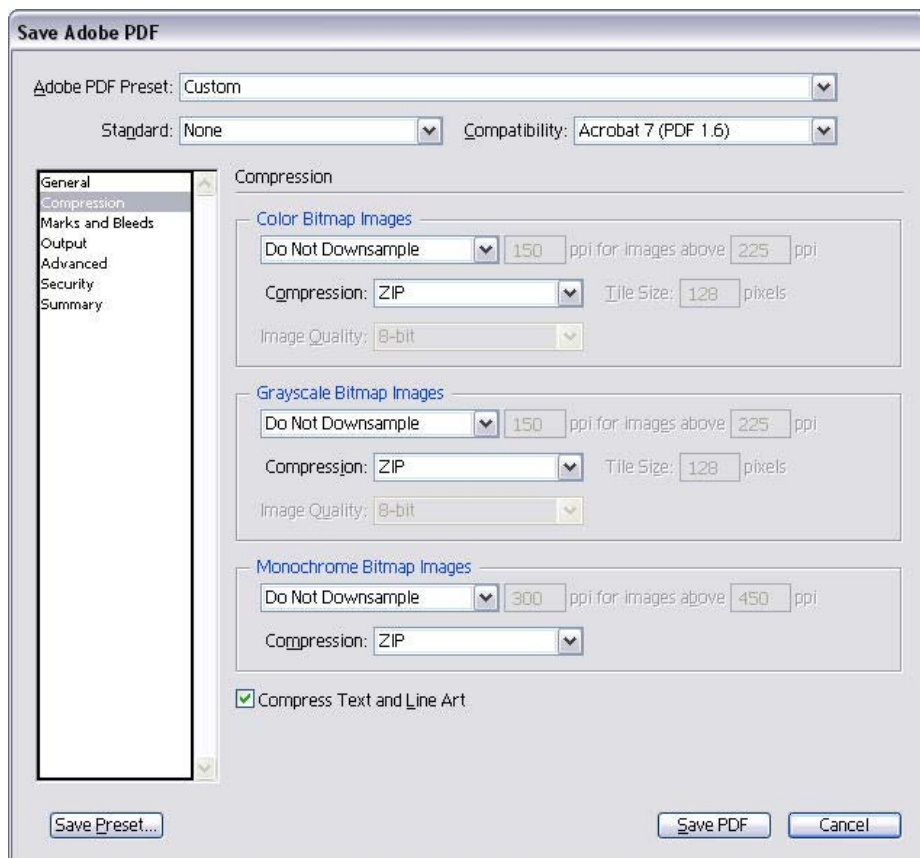 Save Adobe PDF
Adobe PDF Preset: Custom
Standard: None Compatibility: Acrobat 7 (PDF 1.6)
General
Compression
Marks and Bleeds
Output
Advanced
Security
Summary
Compression
Color Bitmap Images
Do Not Downsample 150 ppi for images above 225 ppi
Compression: ZIP Tile Size: 128 pixels
Image Quality: 8-bit
Grayscale Bitmap Images
Do Not Downsample 150 ppi for images above 225 ppi
Compression: ZIP Tile Size: 128 pixels
Image Quality: 8-bit
Monochrome Bitmap Images
Do Not Downsample 300 ppi for images above 450 ppi
Compression: ZIP
Compress Text and Line Art
Save Preset... Save PDF Cancel